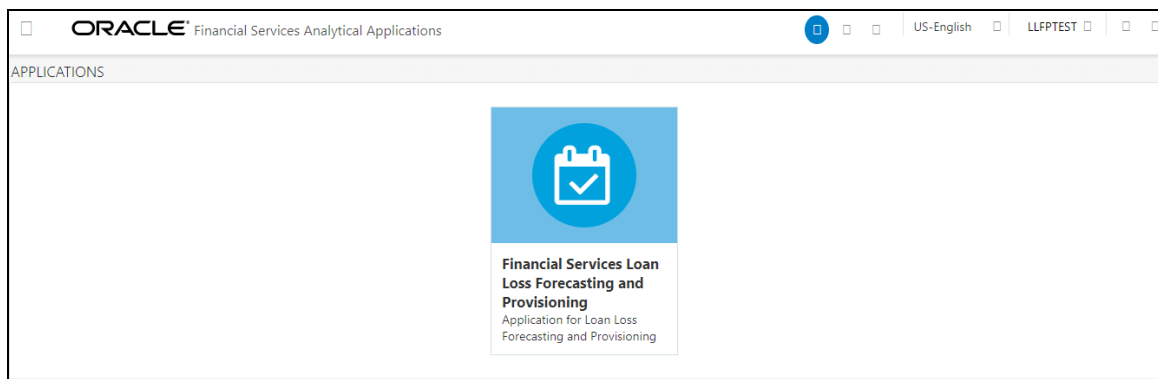 ORACLE® Financial Services Analytical Applications US-English LLFPTEST
APPLICATIONS
Financial Services Loan
Loss Forecasting and
Provisioning
Application for Loan Loss
Forecasting and Provisioning